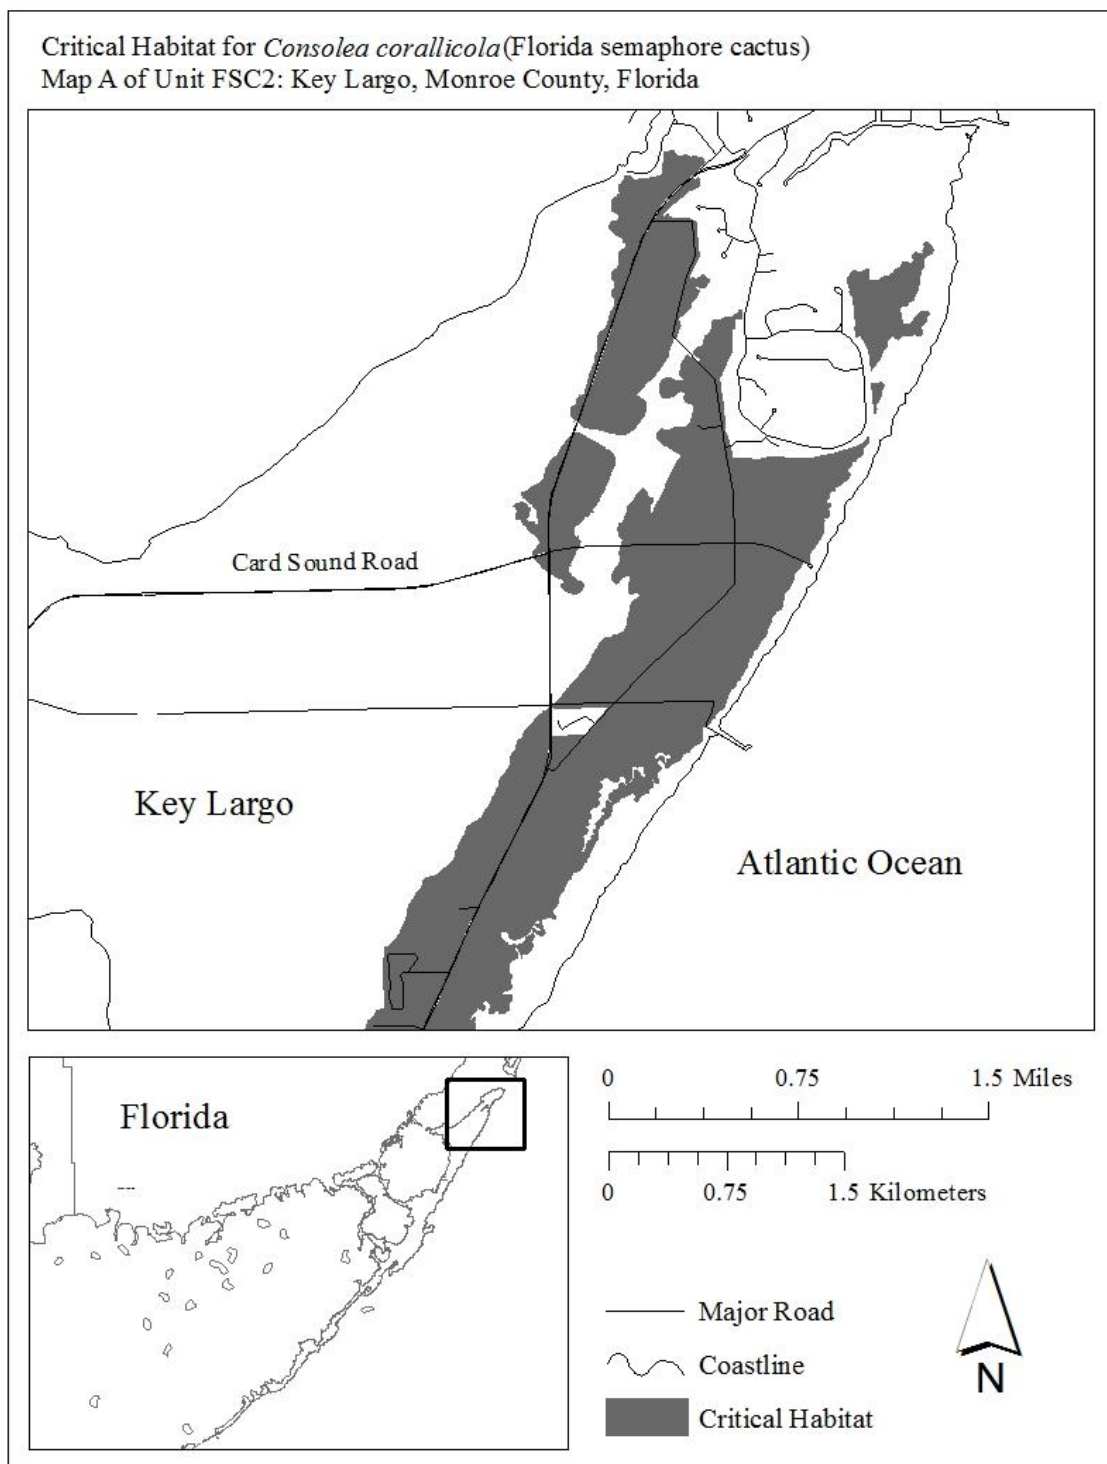 Critical Habitat for Consolea corallicola (Florida semaphore cactus)
Map A of Unit FSC2: Key Largo, Monroe County, Florida
Card Sound Road
Key Largo
Atlantic Ocean
Florida
0 0.75 1.5 Miles
0 0.75 1.5 Kilometers
Major Road
Coastline
Critical Habitat
N